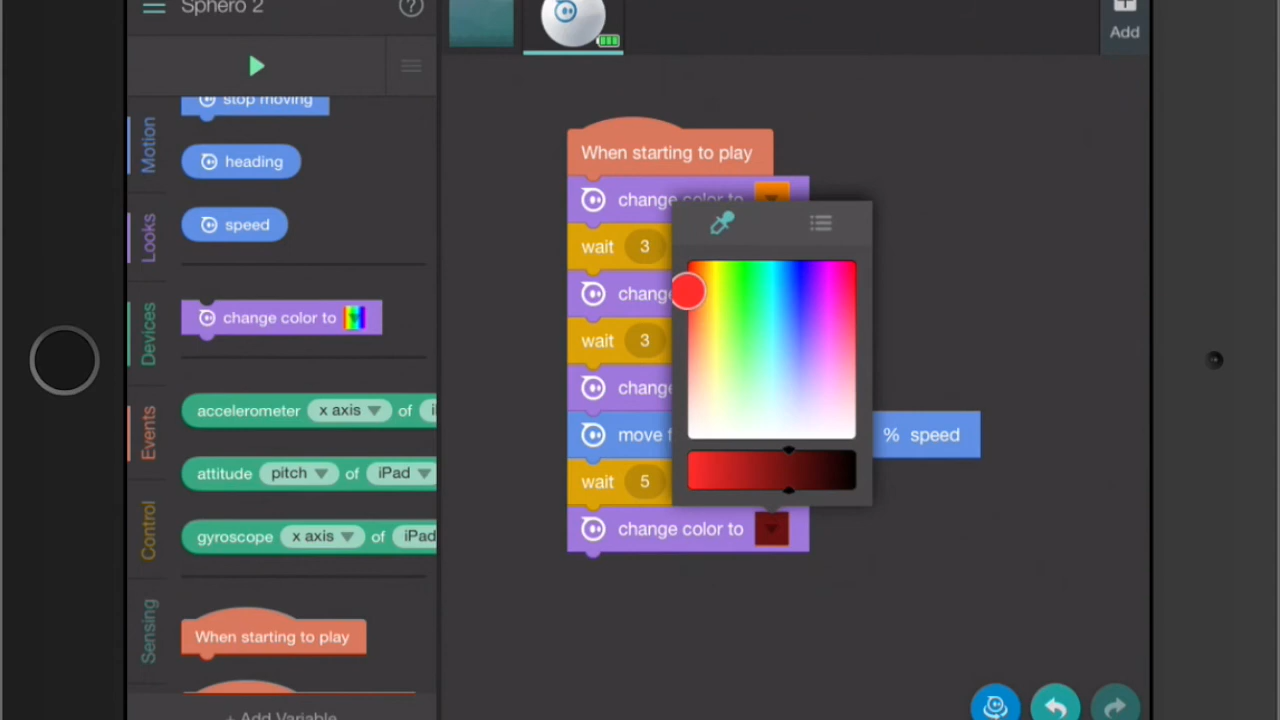 Sphero 2
?
Add
stop moving
heading
speed
change color to
accelerometer x axis of
attitude pitch of iPad
gyroscope x axis of iPad
When starting to play
+ Add Variable
Motion
Looks
Devices
Events
Control
Sensing
When starting to play
change color to
wait 3
change
wait 3
change
move
% speed
wait 5
change color to